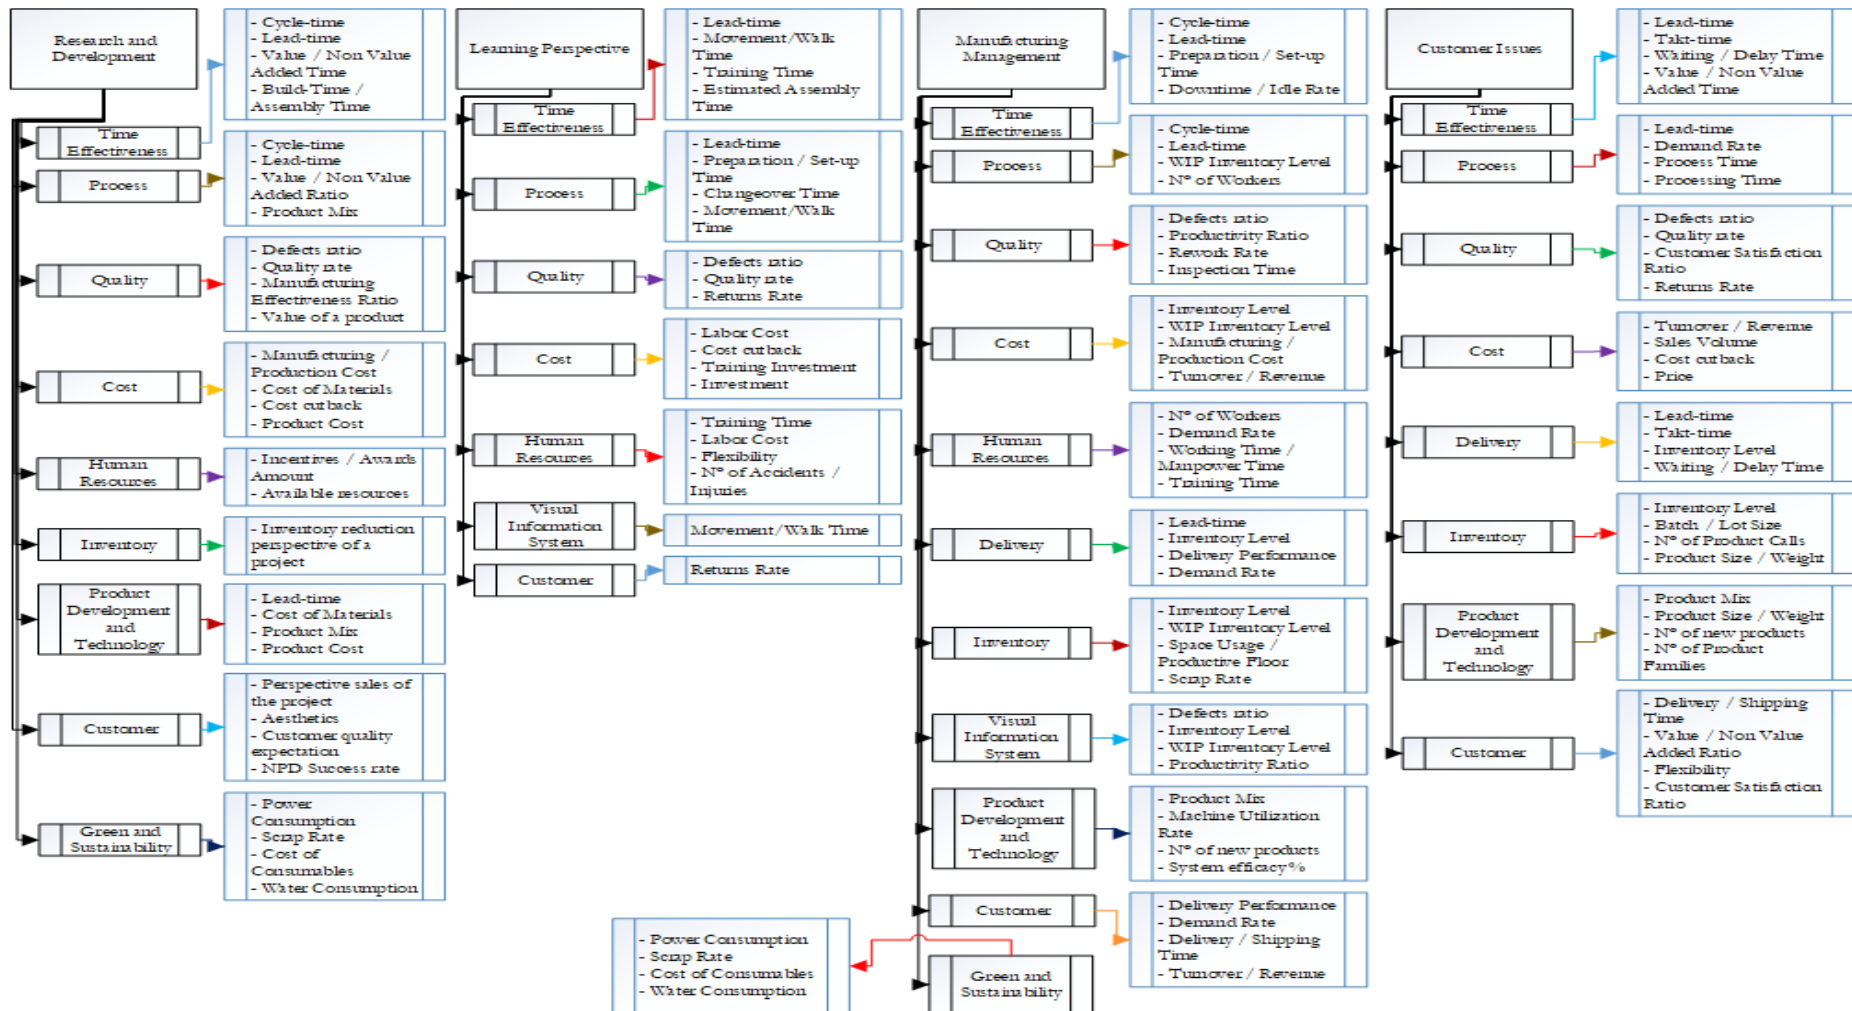 Research and
Development
Time
Effectiveness
- Cycle-time
- Lead-time
- Value / Non Value
Added Time
- Build-Time /
Assembly Time
Process
- Cycle-time
- Lead-time
- Value / Non Value
Added Ratio
- Product Mix
Quality
- Defects ratio
- Quality rate
- Manufacturing
Effectiveness Ratio
- Value of a product
Cost
- Manufacturing /
Production Cost
- Cost of Materials
- Cost cutback
- Product Cost
Human
Resources
- Incentives / Awards
Amount
- Available resources
Inventory
- Inventory reduction
perspective of a
project
Product
Development
and
Technology
- Lead-time
- Cost of Materials
- Product Mix
- Product Cost
Customer
- Perspective sales of
the project
- Aesthetics
- Customer quality
expectation
- NPD Success rate
Green and
Sustainability
- Power
Consumption
- Scrap Rate
- Cost of
Consumables
- Water Consumption
Learning Perspective
Time
Effectiveness
- Lead-time
- Movement/Walk
Time
- Training Time
- Estimated Assembly
Time
Process
- Lead-time
- Preparation / Set-up
Time
- Changeover Time
- Movement/Walk
Time
Quality
- Defects ratio
- Quality rate
- Returns Rate
Cost
- Labor Cost
- Cost cutback
- Training Investment
- Investment
Human
Resources
- Training Time
- Labor Cost
- Flexibility
- Nº of Accidents /
Injuries
Visual
Information
System
Movement/Walk Time
Customer
Returns Rate
Manufacturing
Management
Time
Effectiveness
- Cycle-time
- Lead-time
- Preparation / Set-up
Time
- Downtime / Idle Rate
Process
- Cycle-time
- Lead-time
- WIP Inventory Level
- Nº of Workers
Quality
- Defects ratio
- Productivity Ratio
- Rework Rate
- Inspection Time
Cost
- Inventory Level
- WIP Inventory Level
- Manufacturing /
Production Cost
- Turnover / Revenue
Human
Resources
- Nº of Workers
- Demand Rate
- Working Time /
Manpower Time
- Training Time
Delivery
- Lead-time
- Inventory Level
- Delivery Performance
- Demand Rate
Inventory
- Inventory Level
- WIP Inventory Level
- Space Usage /
Productive Floor
- Scrap Rate
Visual
Information
System
- Defects ratio
- Inventory Level
- WIP Inventory Level
- Productivity Ratio
Product
Development
and
Technology
- Product Mix
- Machine Utilization
Rate
- Nº of new products
- System efficacy%
Customer
- Delivery Performance
- Demand Rate
- Delivery / Shipping
Time
- Turnover / Revenue
Green and
Sustainability
- Power Consumption
- Scrap Rate
- Cost of Consumables
- Water Consumption
Customer Issues
Time
Effectiveness
- Lead-time
- Takt-time
- Waiting / Delay Time
- Value / Non Value
Added Time
Process
- Lead-time
- Demand Rate
- Process Time
- Processing Time
Quality
- Defects ratio
- Quality rate
- Customer Satisfaction
Ratio
- Returns Rate
Cost
- Turnover / Revenue
- Sales Volume
- Cost cutback
- Price
Delivery
- Lead-time
- Takt-time
- Inventory Level
- Waiting / Delay Time
Inventory
- Inventory Level
- Batch / Lot Size
- Nº of Product Calls
- Product Size / Weight
Product
Development
and
Technology
- Product Mix
- Product Size / Weight
- Nº of new products
- Nº of Product
Families
Customer
- Delivery / Shipping
Time
- Value / Non Value
Added Ratio
- Flexibility
- Customer Satisfaction
Ratio